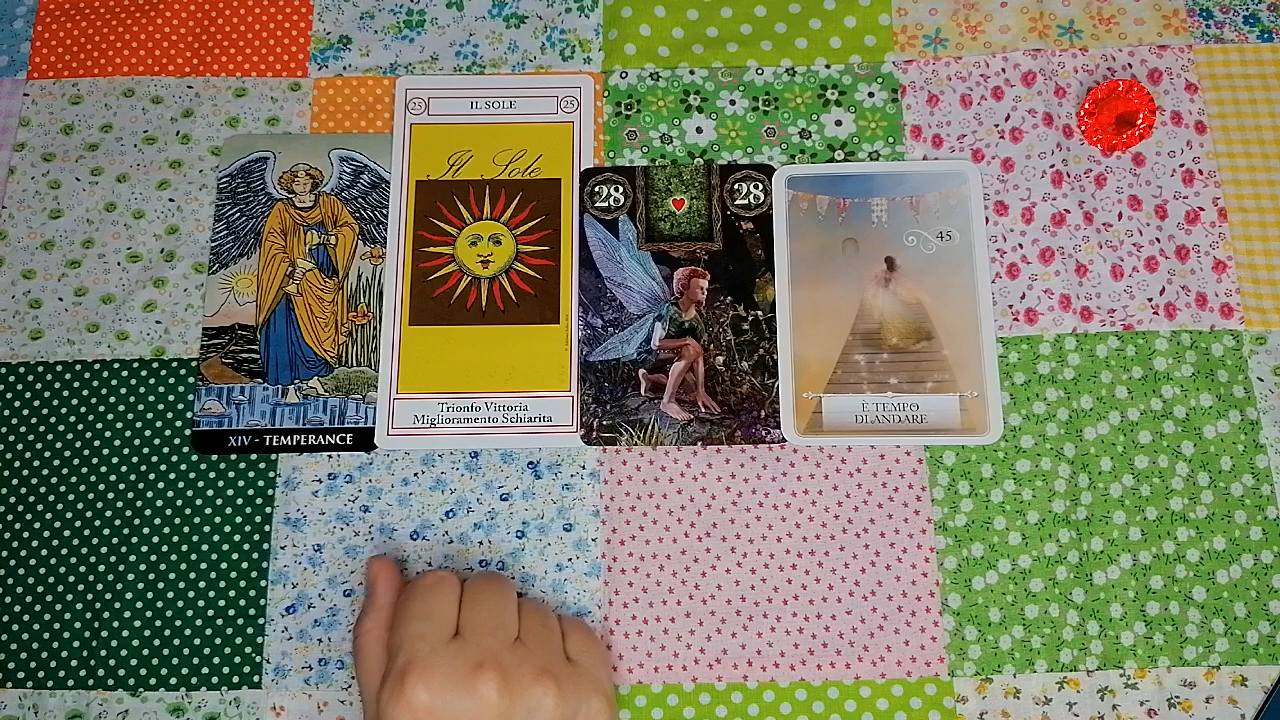 XIV - TEMPERANCE
25 IL SOLE 25
Il Sole
Trionfo Vittoria
Miglioramento Schiarita
28 28
45
È TEMPO
DI ANDARE